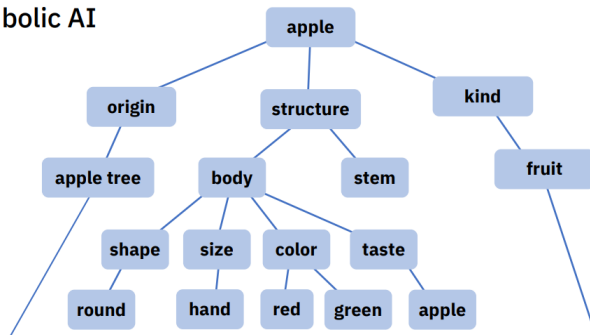 bolic AI
apple
origin
structure
kind
apple tree
body
stem
fruit
shape
size
color
taste
round
hand
red
green
apple